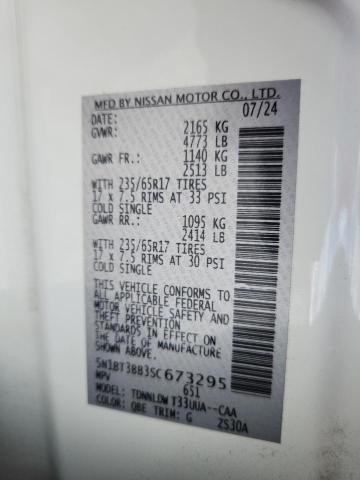 MFD BY NISSAN MOTOR CO., LTD.
DATE: 07/24
GVWR: 2165 KG
4773 LB
GAWR FR.: 1140 KG
2513 LB
WITH 235/65R17 TIRES
17 x 7.5 RIMS AT 33 PSI
COLD SINGLE
GAWR RR.: 1095 KG
2414 LB
WITH 235/65R17 TIRES
17 x 7.5 RIMS AT 30 PSI
COLD SINGLE
THIS VEHICLE CONFORMS TO
ALL APPLICABLE FEDERAL
MOTOR VEHICLE SAFETY AND
THEFT PREVENTION
STANDARDS IN EFFECT ON
THE DATE OF MANUFACTURE
SHOWN ABOVE.
5N1BT3BB3SC673295
MPV 651
MODEL: TDNNLDW T33UUA--CAA
COLOR: QBE TRIM: G ZS30A